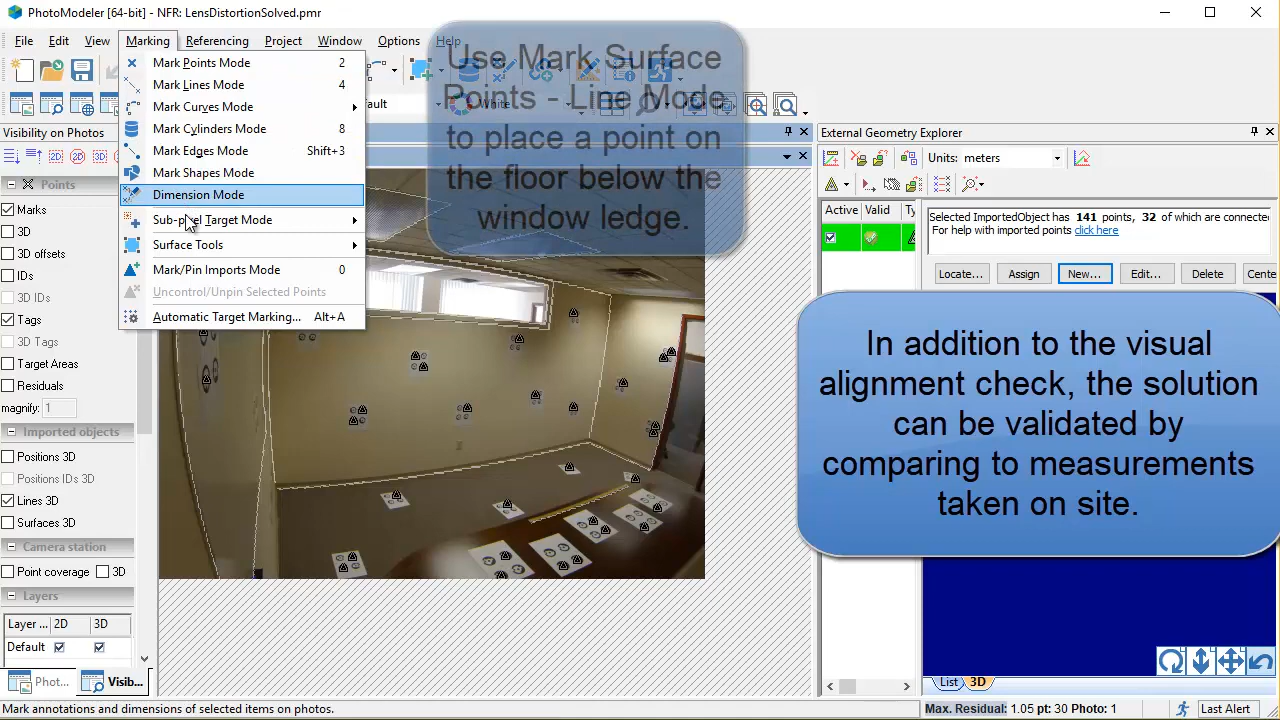 PhotoModeler [64-bit] - NFR: LensDistortionSolved.pmr
File Edit View Marking Referencing Project Window Options Help
Mark Points Mode 2
Mark Lines Mode 4
Mark Curves Mode
Mark Cylinders Mode 8
Mark Edges Mode Shift+3
Mark Shapes Mode
Dimension Mode
Sub-pixel Target Mode
Surface Tools
Mark/Pin Imports Mode 0
Uncontrol/Unpin Selected Points
Automatic Target Marking... Alt+A
Use Mark Surface
Points - Line Mode
to place a point on
the floor below the
window ledge.
White
Visibility on Photos
Points
Marks
3D
3D offsets
IDs
3D IDs
Tags
3D Tags
Target Areas
Residuals
magnify: 1
Imported objects
Positions 3D
Positions IDs 3D
Lines 3D
Surfaces 3D
Camera station
Point coverage 3D
Layers
Layer ... 2D 3D
Default
Phot... Visib...
External Geometry Explorer
Units: meters
Active Valid Ty
Selected ImportedObject has 141 points, 32 of which are connecte
For help with imported points click here
Locate... Assign New... Edit... Delete Cente
In addition to the visual
alignment check, the solution
can be validated by
comparing to measurements
taken on site.
List 3D
Mark annotations and dimensions of selected items on photos.
Max. Residual: 1.05 pt: 30 Photo: 1
Last Alert